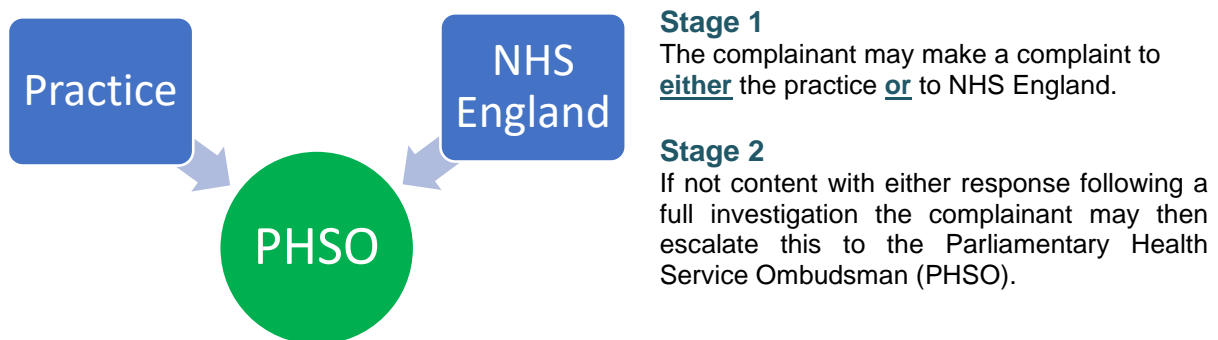 Practice
NHS
England
PHSO
Stage 1
The complainant may make a complaint to
either the practice or to NHS England.
Stage 2
If not content with either response following a
full investigation the complainant may then
escalate this to the Parliamentary Health
Service Ombudsman (PHSO).